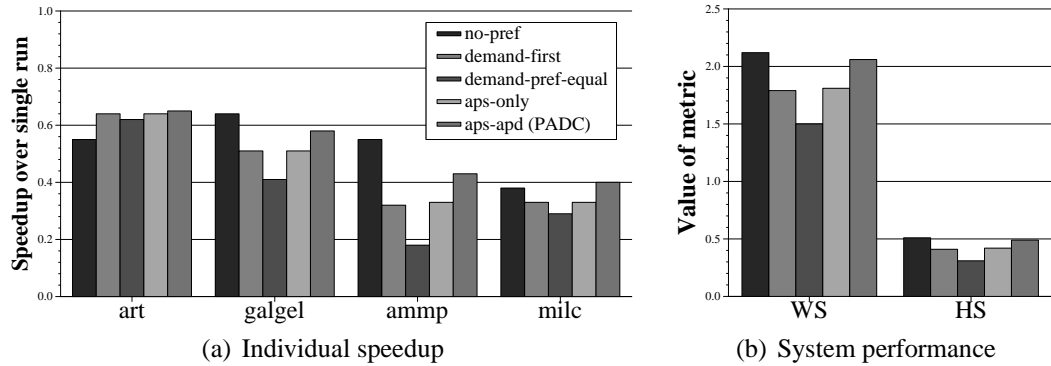 1.0
0.8
0.6
0.4
0.2
0.0
Speedup over single run
no-pref
demand-first
demand-pref-equal
aps-only
aps-apd (PADC)
art galgel ammp milc
(a) Individual speedup
2.5
2.0
1.5
1.0
0.5
0.0
Value of metric
WS HS
(b) System performance